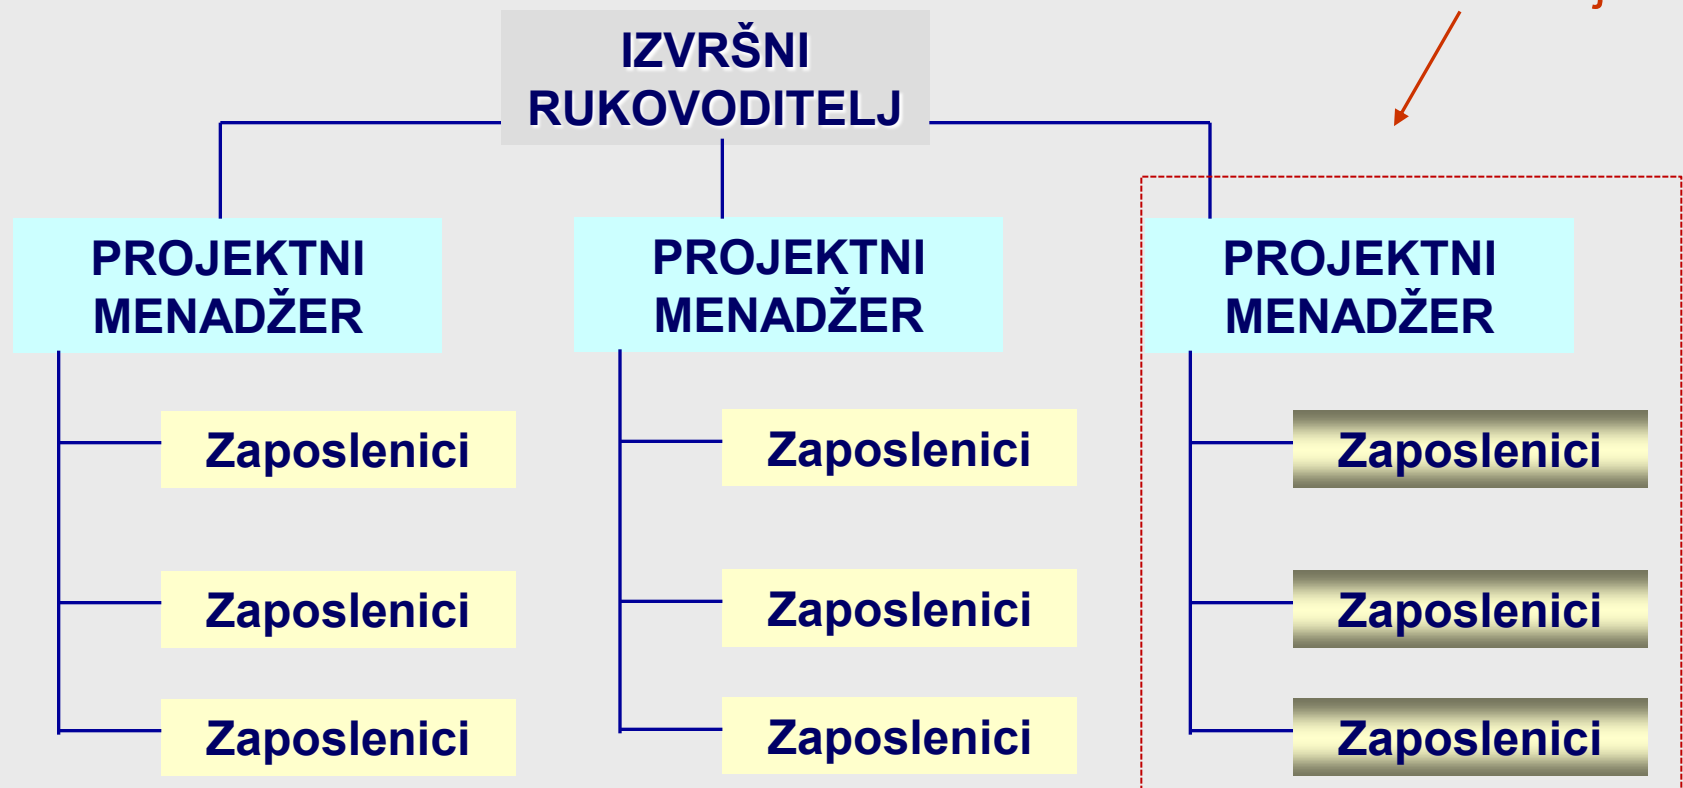 IZVRŠNI
RUKOVODITELJ
PROJEKTNI
MENADŽER
PROJEKTNI
MENADŽER
PROJEKTNI
MENADŽER
Zaposlenici
Zaposlenici
Zaposlenici
Zaposlenici
Zaposlenici
Zaposlenici
Zaposlenici
Zaposlenici
Zaposlenici